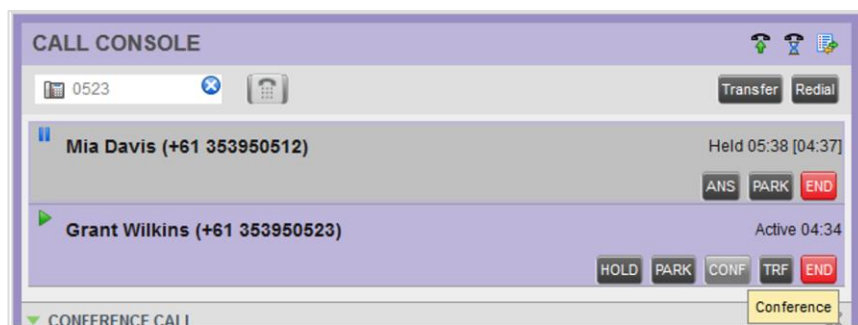 CALL CONSOLE
0523
Transfer Redial
Mia Davis (+61 353950512) Held 05:38 [04:37]
ANS PARK END
Grant Wilkins (+61 353950523) Active 04:34
HOLD PARK CONF TRF END
Conference
CONFERENCE CALL